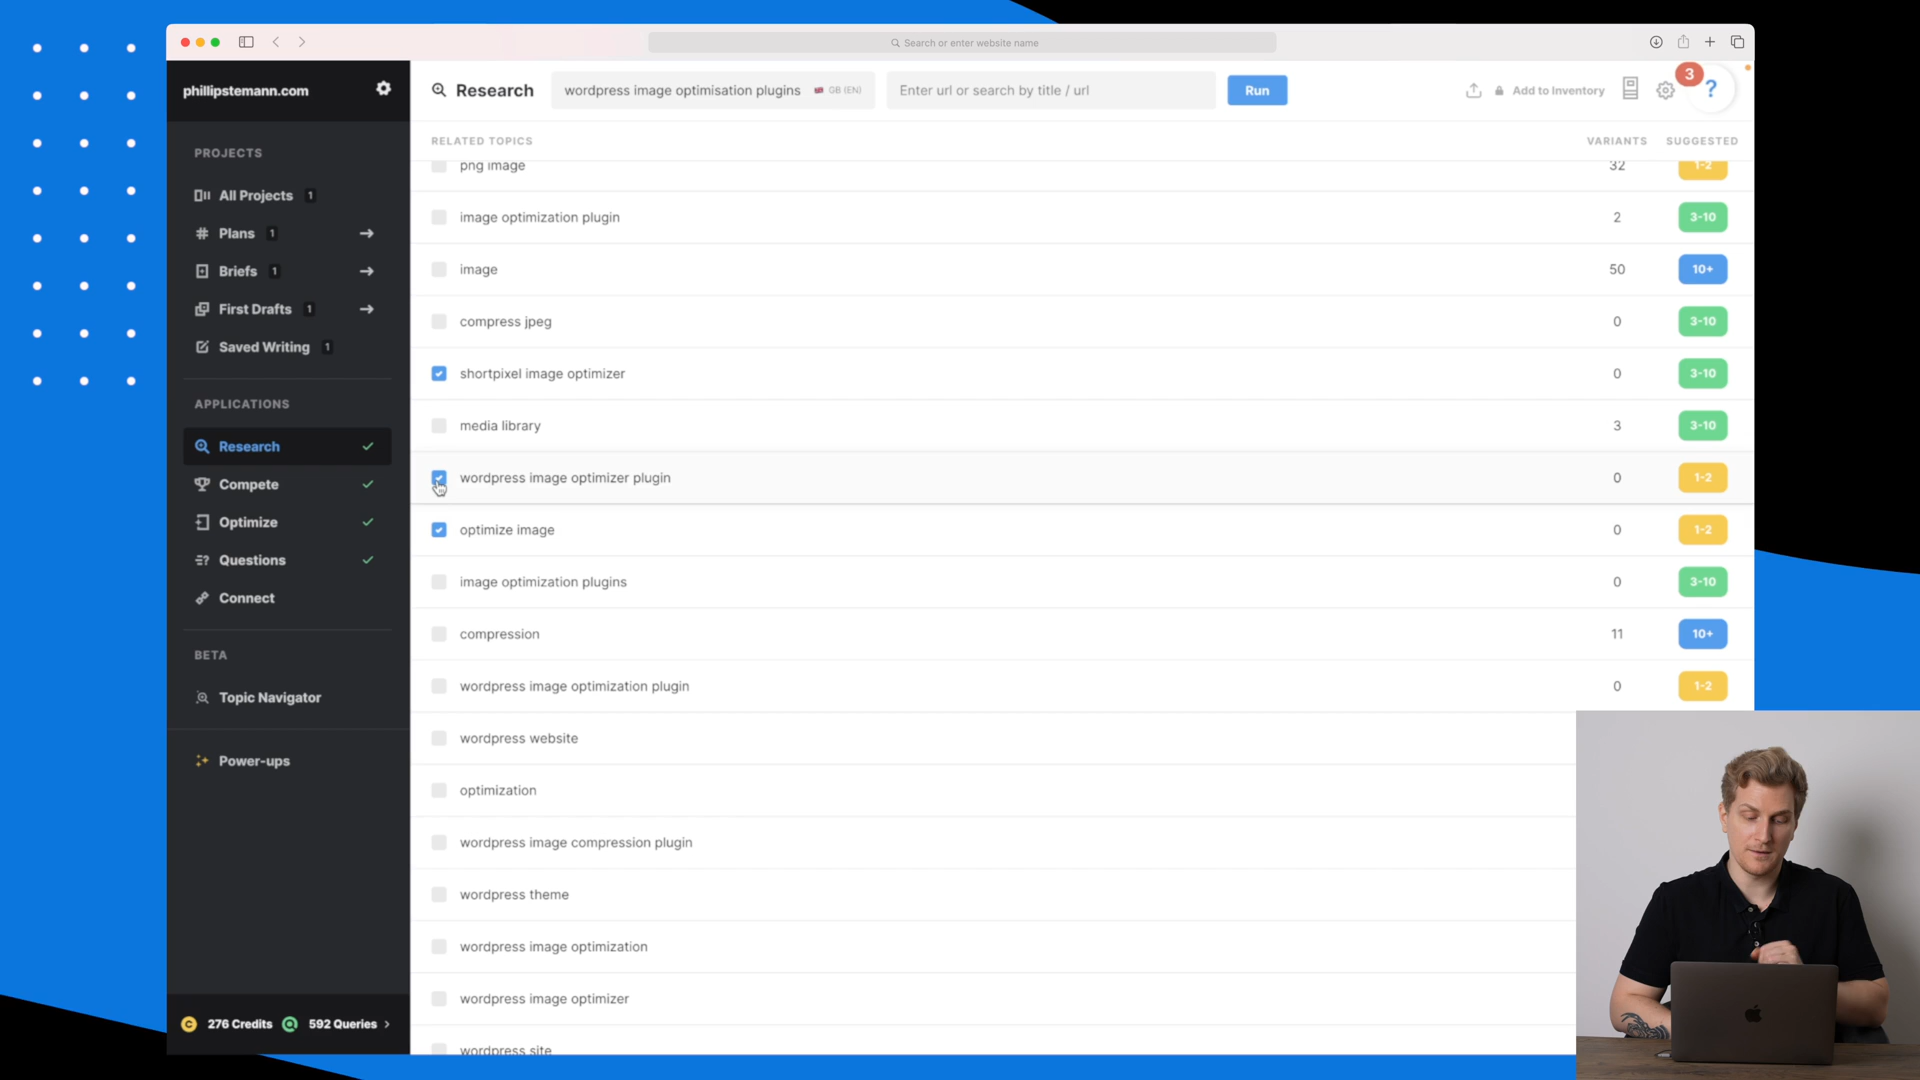 Search or enter website name
phillipstemann.com
Research
wordpress image optimisation plugins GB (EN)
Enter url or search by title / url
Run
Add to Inventory
3
?
PROJECTS
All Projects 1
Plans 1
Briefs 1
First Drafts 1
Saved Writing 1
APPLICATIONS
Research
Compete
Optimize
Questions
Connect
BETA
Topic Navigator
Power-ups
276 Credits
592 Queries
RELATED TOPICS VARIANTS SUGGESTED
png image 32 1-2
image optimization plugin 2 3-10
image 50 10+
compress jpeg 0 3-10
shortpixel image optimizer 0 3-10
media library 3 3-10
wordpress image optimizer plugin 0 1-2
optimize image 0 1-2
image optimization plugins 0 3-10
compression 11 10+
wordpress image optimization plugin 0 1-2
wordpress website
optimization
wordpress image compression plugin
wordpress theme
wordpress image optimization
wordpress image optimizer
wordpress site